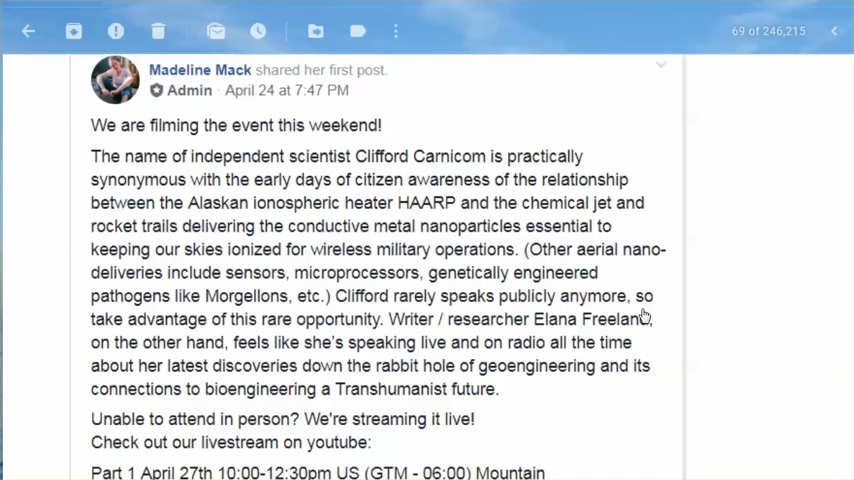 69 of 246,215
Madeline Mack shared her first post.
Admin · April 24 at 7:47 PM
We are filming the event this weekend!
The name of independent scientist Clifford Carnicom is practically
synonymous with the early days of citizen awareness of the relationship
between the Alaskan ionospheric heater HAARP and the chemical jet and
rocket trails delivering the conductive metal nanoparticles essential to
keeping our skies ionized for wireless military operations. (Other aerial nano-
deliveries include sensors, microprocessors, genetically engineered
pathogens like Morgellons, etc.) Clifford rarely speaks publicly anymore, so
take advantage of this rare opportunity. Writer / researcher Elana Freeland,
on the other hand, feels like she's speaking live and on radio all the time
about her latest discoveries down the rabbit hole of geoengineering and its
connections to bioengineering a Transhumanist future.
Unable to attend in person? We're streaming it live!
Check out our livestream on youtube:
Part 1 April 27th 10:00-12:30pm US (GTM - 06:00) Mountain